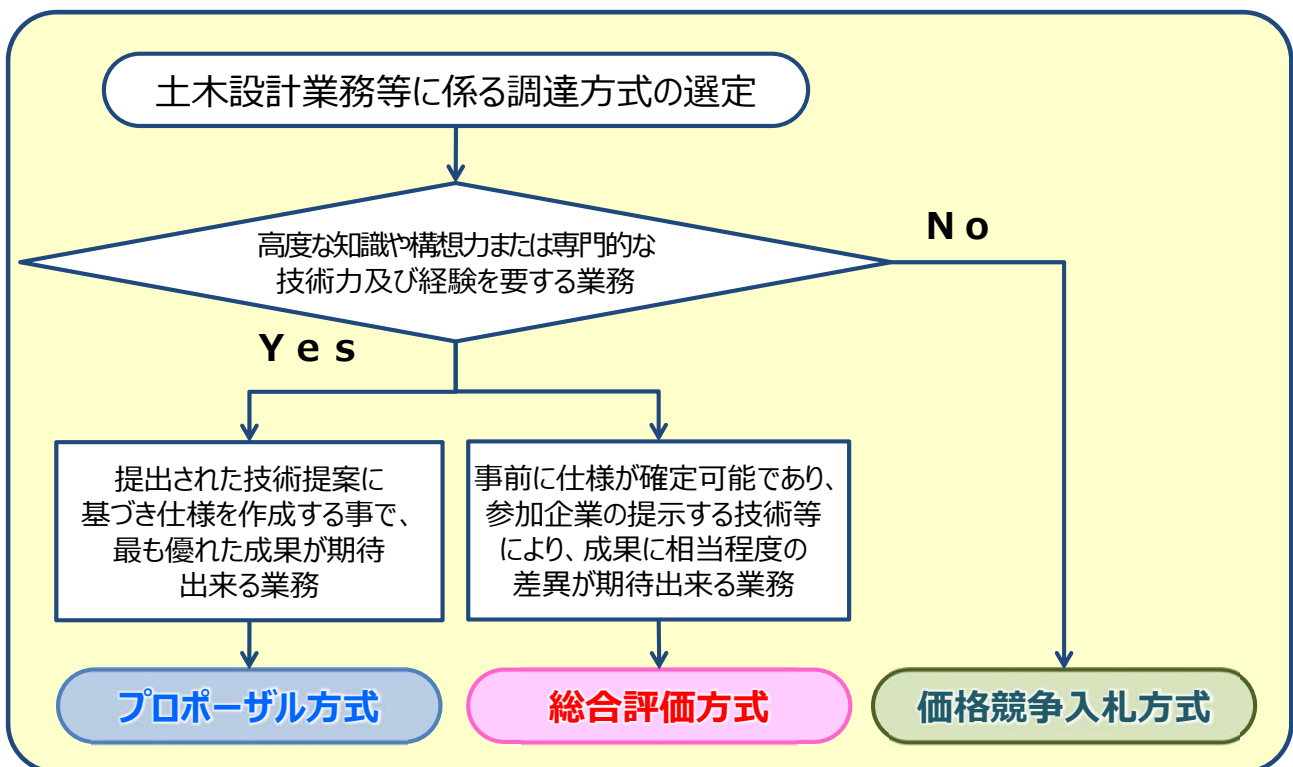 土木設計業務等に係る調達方式の選定
高度な知識や構想力または専門的な
技術力及び経験を要する業務
No
Yes
提出された技術提案に
基づき仕様を作成する事で、
最も優れた成果が期待
出来る業務
事前に仕様が確定可能であり、
参加企業の提示する技術等
により、成果に相当程度の
差異が期待出来る業務
プロポーザル方式
総合評価方式
価格競争入札方式